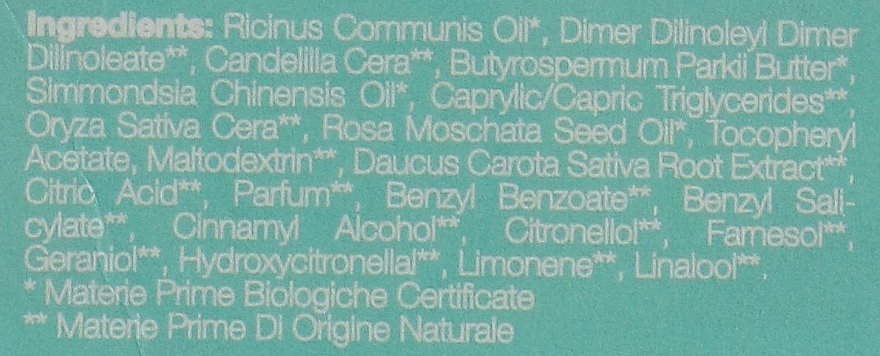 Ingredients: Ricinus Communis Oil*, Dimer Dilinoleyl Dimer
Dilinoleate**, Candelilla Cera**, Butyrospermum Parkii Butter*,
Simmondsia Chinensis Oil*, Caprylic/Capric Triglycerides**,
Oryza Sativa Cera**, Rosa Moschata Seed Oil*, Tocopheryl
Acetate, Maltodextrin**, Daucus Carota Sativa Root Extract**,
Citric Acid**, Parfum**, Benzyl Benzoate**, Benzyl Sali-
cylate**, Cinnamyl Alcohol**, Citronellol**, Farnesol**,
Geraniol**, Hydroxycitronellal**, Limonene**, Linalool**.
* Materie Prime Biologiche Certificate
** Materie Prime Di Origine Naturale